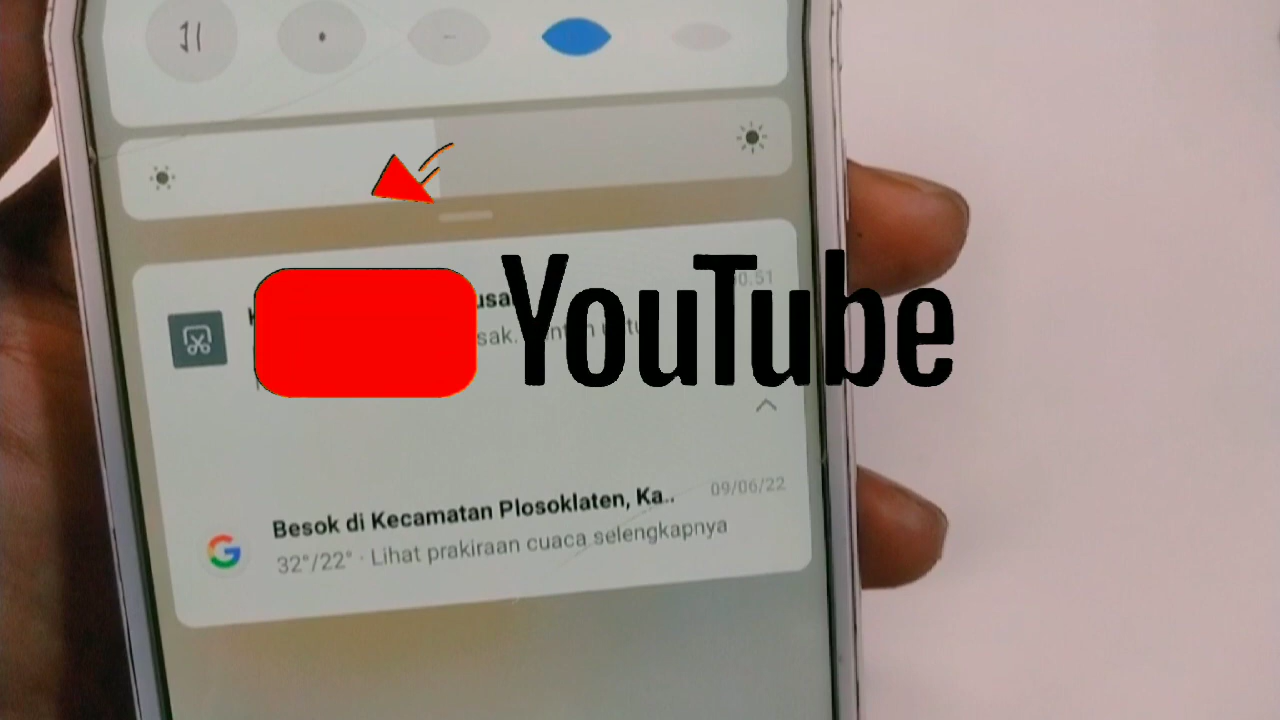 YouTube
Besok di Kecamatan Plosoklaten, Ka..
09/06/22
32°/22° · Lihat prakiraan cuaca selengkapnya